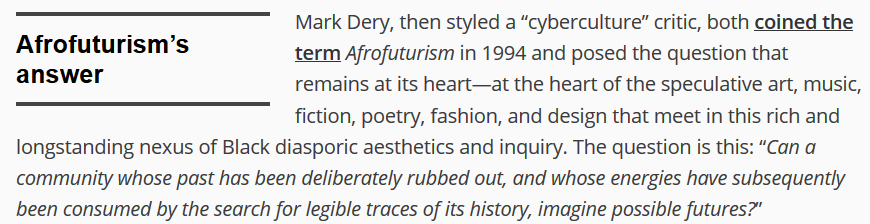 Afrofuturism’s
answer
Mark Dery, then styled a “cyberculture” critic, both coined the
term Afrofuturism in 1994 and posed the question that
remains at its heart—at the heart of the speculative art, music,
fiction, poetry, fashion, and design that meet in this rich and
longstanding nexus of Black diasporic aesthetics and inquiry. The question is this: “Can a
community whose past has been deliberately rubbed out, and whose energies have subsequently
been consumed by the search for legible traces of its history, imagine possible futures?”